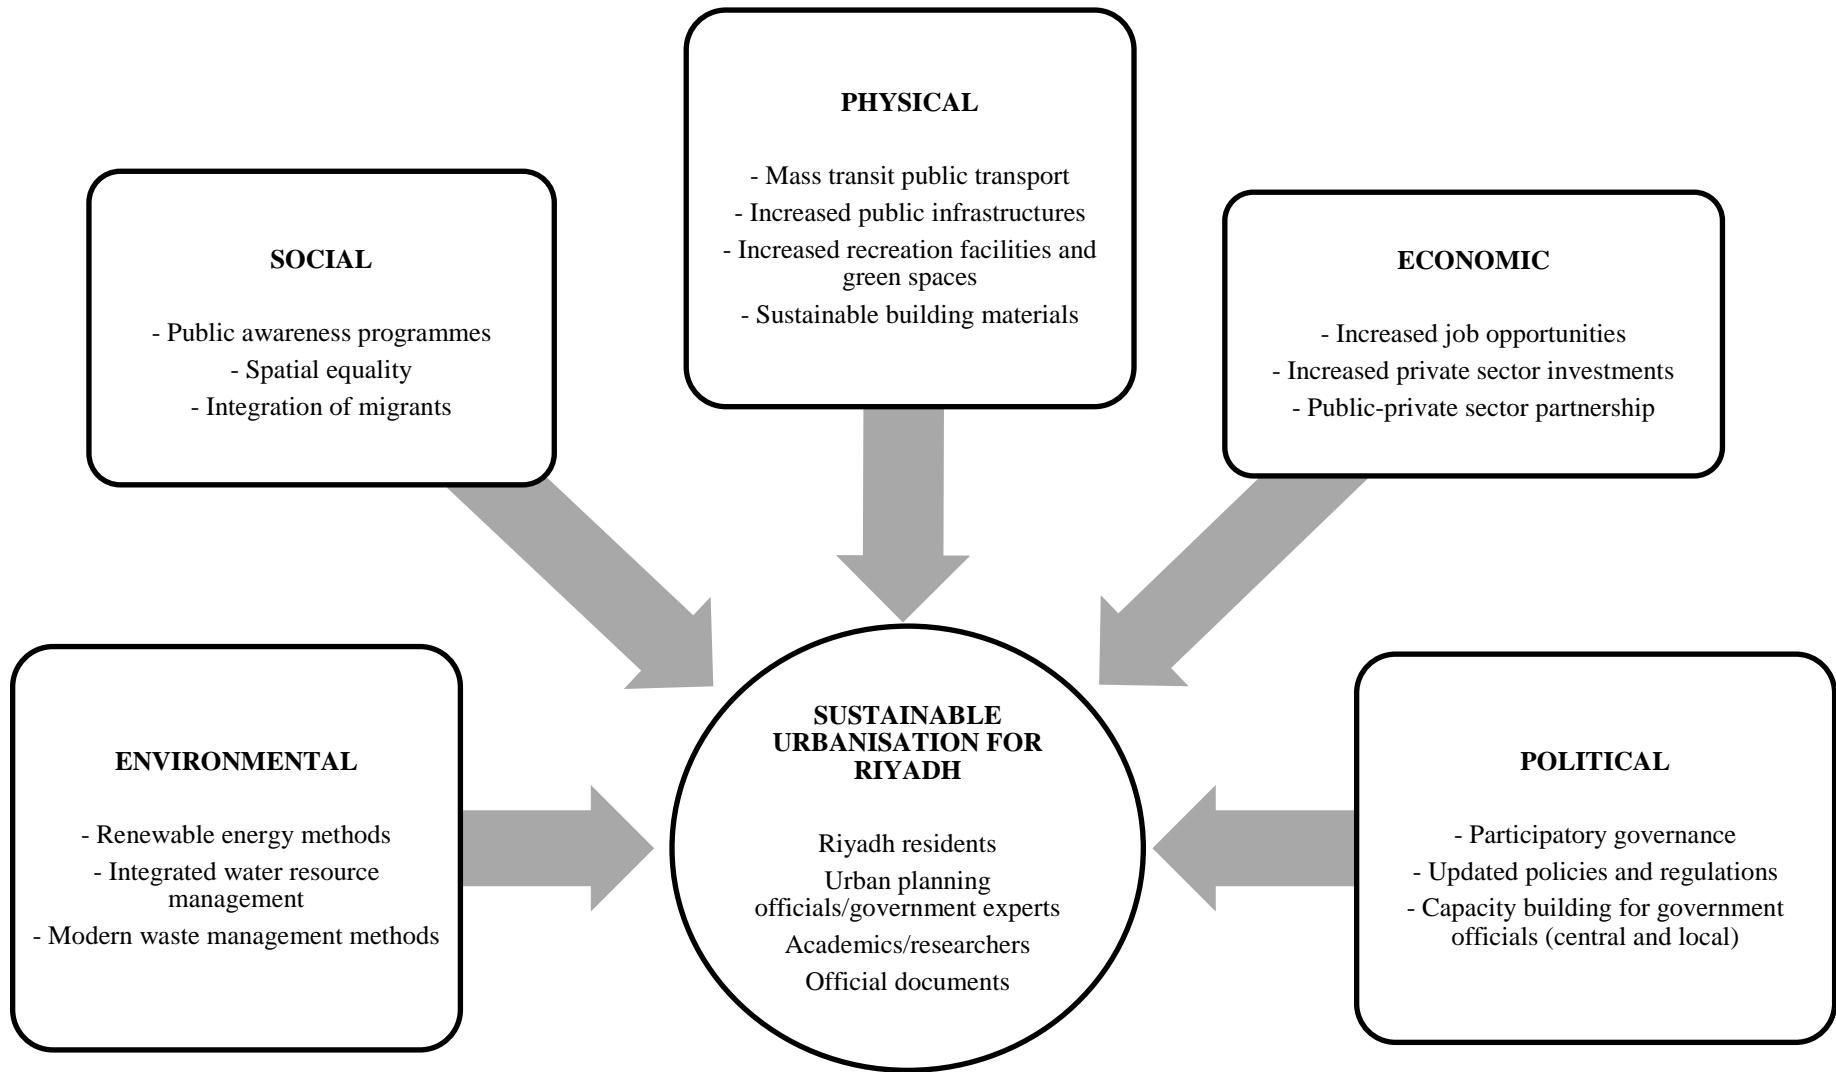 PHYSICAL
- Mass transit public transport
- Increased public infrastructures
- Increased recreation facilities and
green spaces
- Sustainable building materials
SOCIAL
- Public awareness programmes
- Spatial equality
- Integration of migrants
ECONOMIC
- Increased job opportunities
- Increased private sector investments
- Public-private sector partnership
ENVIRONMENTAL
- Renewable energy methods
- Integrated water resource
management
- Modern waste management methods
SUSTAINABLE
URBANISATION FOR
RIYADH
Riyadh residents
Urban planning
officials/government experts
Academics/researchers
Official documents
POLITICAL
- Participatory governance
- Updated policies and regulations
- Capacity building for government
officials (central and local)